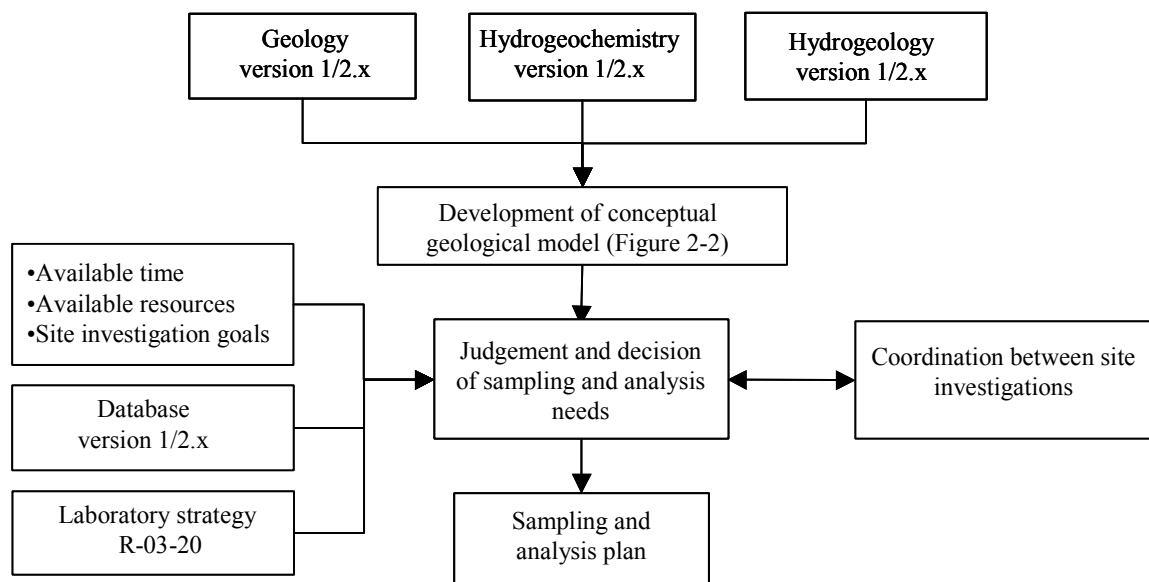 Geology
version 1/2.x
Hydrogeochemistry
version 1/2.x
Hydrogeology
version 1/2.x
Development of conceptual
geological model (Figure 2-2)
•Available time
•Available resources
•Site investigation goals
Judgement and decision
of sampling and analysis
needs
Coordination between site
investigations
Database
version 1/2.x
Laboratory strategy
R-03-20
Sampling and
analysis plan